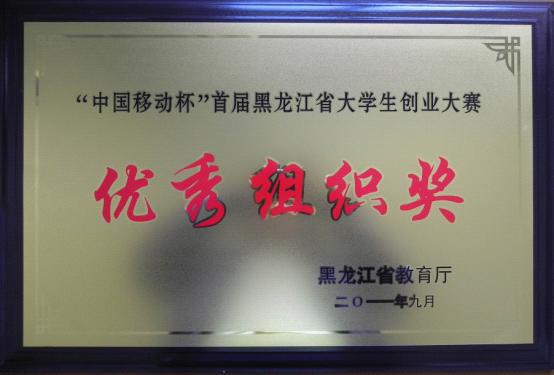 “中国移动杯”首届黑龙江省大学生创业大赛
优秀组织奖
黑龙江省教育厅
二〇一一年九月